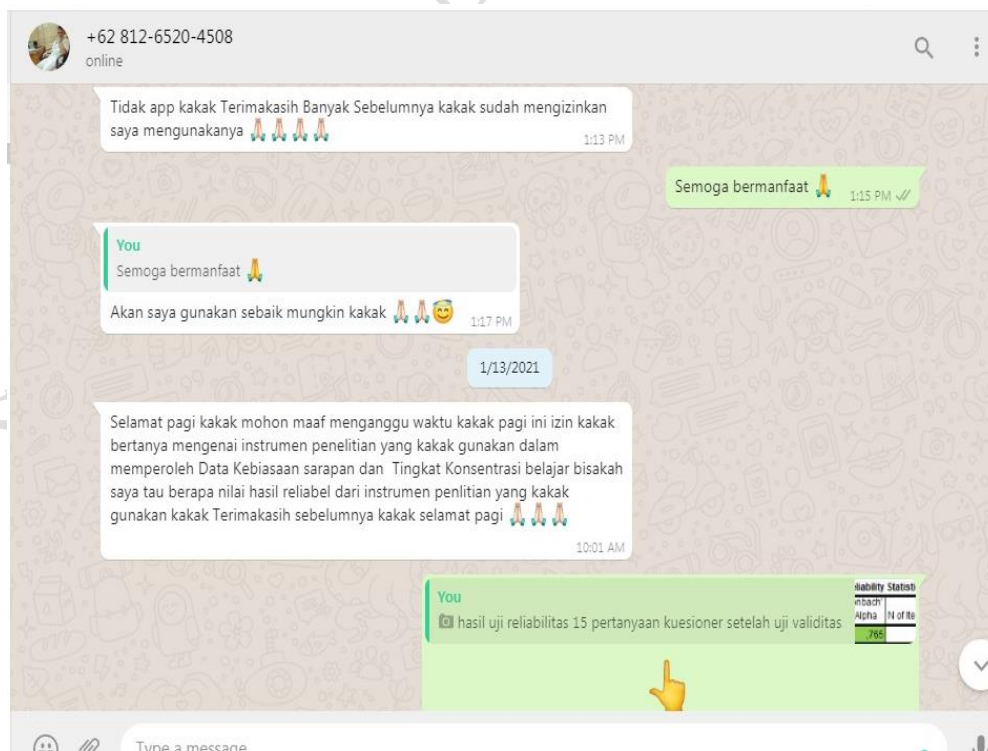 +62 812-6520-4508
online
Tidak app kakak Terimakasih Banyak Sebelumnya kakak sudah mengizinkan
saya mengunakanya 🙏🙏🙏🙏
1:13 PM
Semoga bermanfaat 🙏
1:15 PM
You
Semoga bermanfaat 🙏
Akan saya gunakan sebaik mungkin kakak 🙏🙏😇
1:17 PM
1/13/2021
Selamat pagi kakak mohon maaf menganggu waktu kakak pagi ini izin kakak
bertanya mengenai instrumen penelitian yang kakak gunakan dalam
memperoleh Data Kebiasaan sarapan dan Tingkat Konsentrasi belajar bisakah
saya tau berapa nilai hasil reliabel dari instrumen penlitian yang kakak
gunakan kakak Terimakasih sebelumnya kakak selamat pagi 🙏🙏🙏
10:01 AM
You
hasil uji reliabilitas 15 pertanyaan kuesioner setelah uji validitas
Alpha N of
,765
👆
Type a message